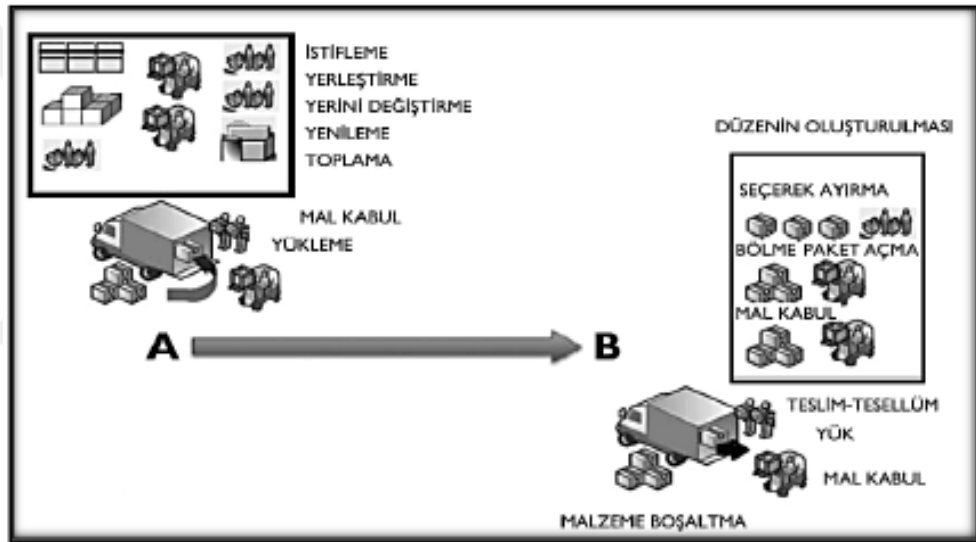 İSTİFLEME
YERLEŞTİRME
YERİNİ DEĞİŞTİRME
YENİLEME
TOPLAMA
MAL KABUL
YÜKLEME
A
B
DÜZENİN OLUŞTURULMASI
SEÇEREK AYIRMA
BÖLME PAKET AÇMA
MAL KABUL
TESLİM-TESELLÜM
YÜK
MAL KABUL
MALZEME BOŞALTMA